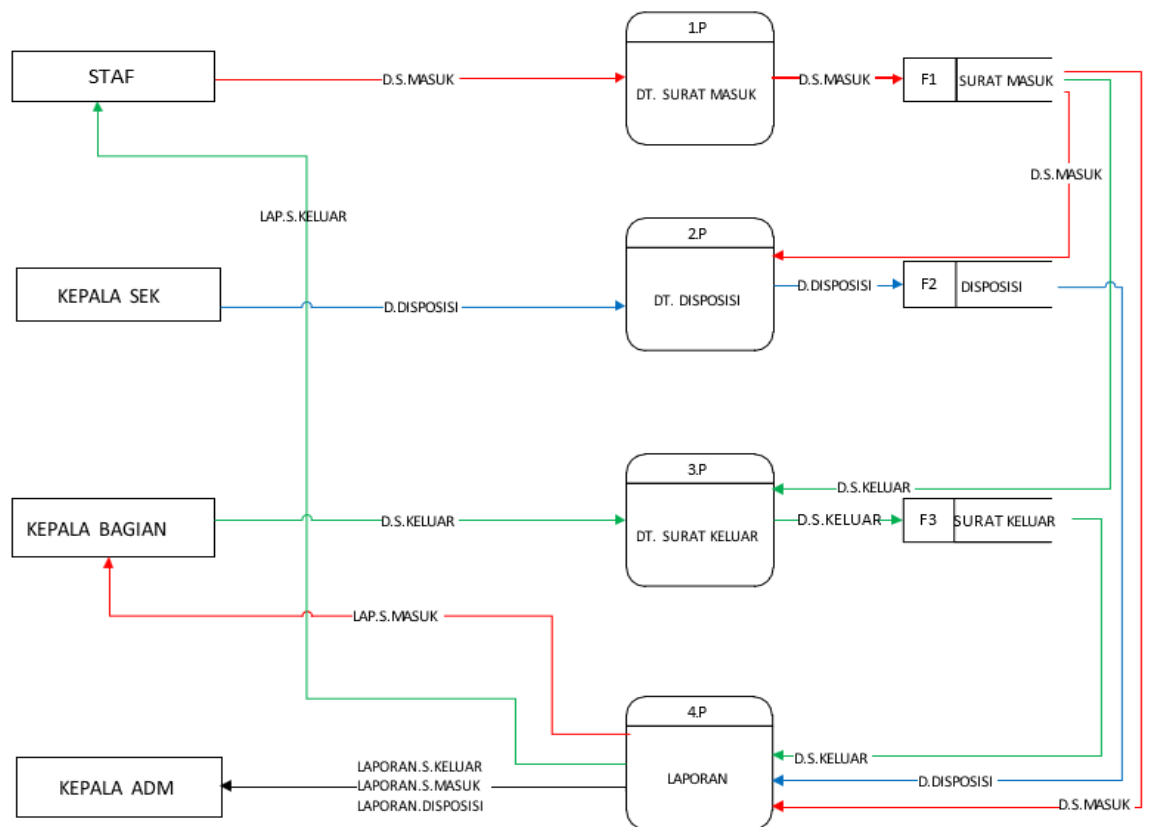 1.P
STAF
D.S.MASUK
DT. SURAT MASUK
D.S.MASUK
F1
SURAT MASUK
D.S.MASUK
LAP.S.KELUAR
2.P
KEPALA SEK
D.DISPOSISI
DT. DISPOSISI
D.DISPOSISI
F2
DISPOSISI
3.P
D.S.KELUAR
KEPALA BAGIAN
D.S.KELUAR
DT. SURAT KELUAR
D.S.KELUAR
F3
SURAT KELUAR
LAP.S.MASUK
4.P
D.S.KELUAR
LAPORAN.S.KELUAR
KEPALA ADM
LAPORAN.S.MASUK
LAPORAN
D.DISPOSISI
LAPORAN.DISPOSISI
D.S.MASUK